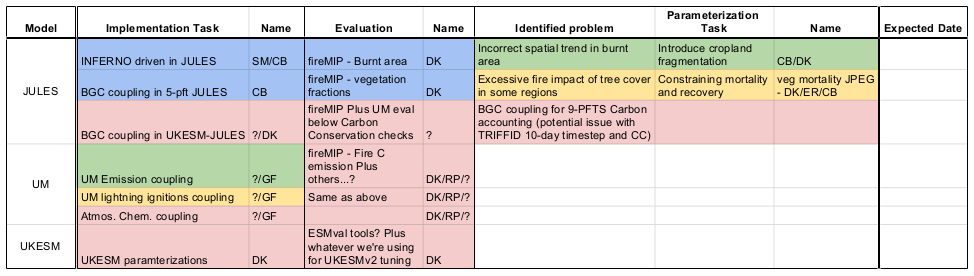 Model Implementation Task Name Evaluation Name Identified problem Parameterization Task Name Expected Date
JULES
INFERNO driven in JULES SM/CB fireMIP - Burnt area DK Incorrect spatial trend in burnt area Introduce cropland fragmentation CB/DK
BGC coupling in 5-pft JULES CB fireMIP - vegetation fractions DK Excessive fire impact of tree cover in some regions Constraining mortality and recovery veg mortality JPEG - DK/ER/CB
BGC coupling in UKESM-JULES ?/DK fireMIP Plus UM eval below Carbon Conservation checks ? BGC coupling for 9-PFTS Carbon accounting (potential issue with TRIFFID 10-day timestep and CC)
UM
UM Emission coupling ?/GF fireMIP - Fire C emission Plus others...? DK/RP/?
UM lightning ignitions coupling ?/GF Same as above DK/RP/?
Atmos. Chem. coupling ?/GF DK/RP/?
UKESM
UKESM paramterizations DK ESMval tools? Plus whatever we're using for UKESMv2 tuning DK